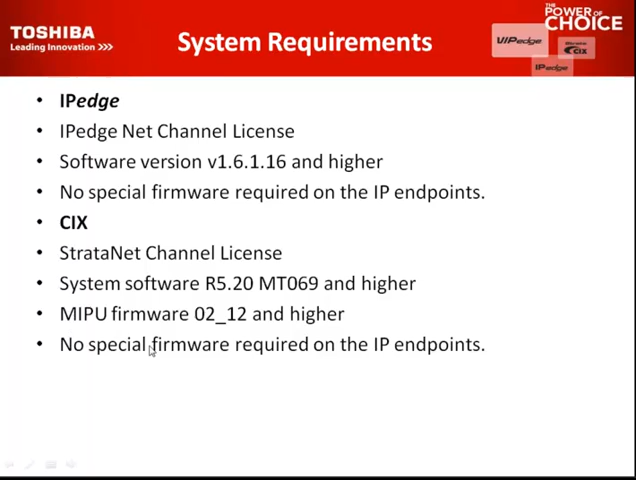 TOSHIBA
Leading Innovation >>>
System Requirements
THE
POWER OF
CHOICE
VIPedge
CIX
IPedge
• IPedge
• IPedge Net Channel License
• Software version v1.6.1.16 and higher
• No special firmware required on the IP endpoints.
• CIX
• StrataNet Channel License
• System software R5.20 MT069 and higher
• MIPU firmware 02_12 and higher
• No special firmware required on the IP endpoints.